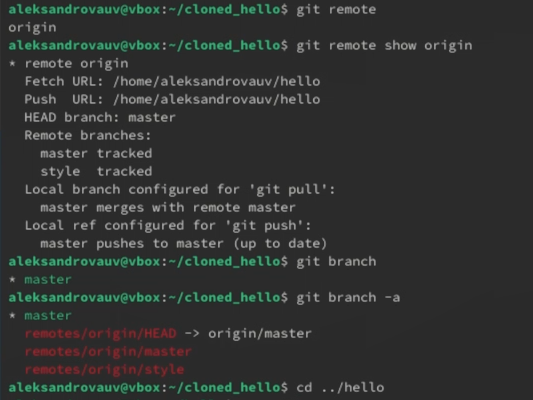 aleksandrovauv@vbox:~/cloned_hello$ git remote
origin
aleksandrovauv@vbox:~/cloned_hello$ git remote show origin
* remote origin
  Fetch URL: /home/aleksandrovauv/hello
  Push  URL: /home/aleksandrovauv/hello
  HEAD branch: master
  Remote branches:
    master tracked
    style  tracked
  Local branch configured for 'git pull':
    master merges with remote master
  Local ref configured for 'git push':
    master pushes to master (up to date)
aleksandrovauv@vbox:~/cloned_hello$ git branch
* master
aleksandrovauv@vbox:~/cloned_hello$ git branch -a
* master
  remotes/origin/HEAD -> origin/master
  remotes/origin/master
  remotes/origin/style
aleksandrovauv@vbox:~/cloned_hello$ cd ../hello